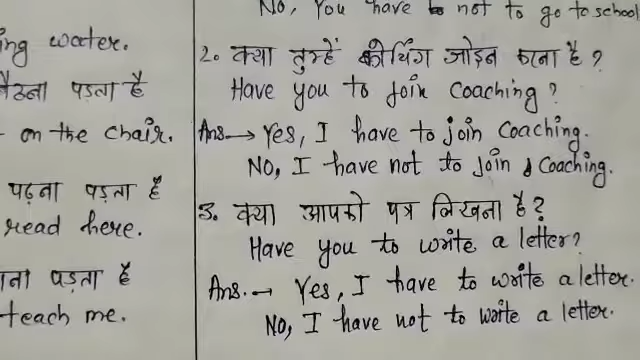 water.
पड़ता है
on the chair.
पढ़ना पड़ता है
read here.
पड़ता है
teach me.
No, You have not to go to school
2. क्या तुम्हें कोचिंग जोइन करना है ?
Have you to join Coaching ?
Ans.→ Yes, I have to join Coaching.
No, I have not to join Coaching.
3. क्या आपको पत्र लिखना है ?
Have you to write a letter?
Ans.→ Yes, I have to write a letter.
No, I have not to write a letter.